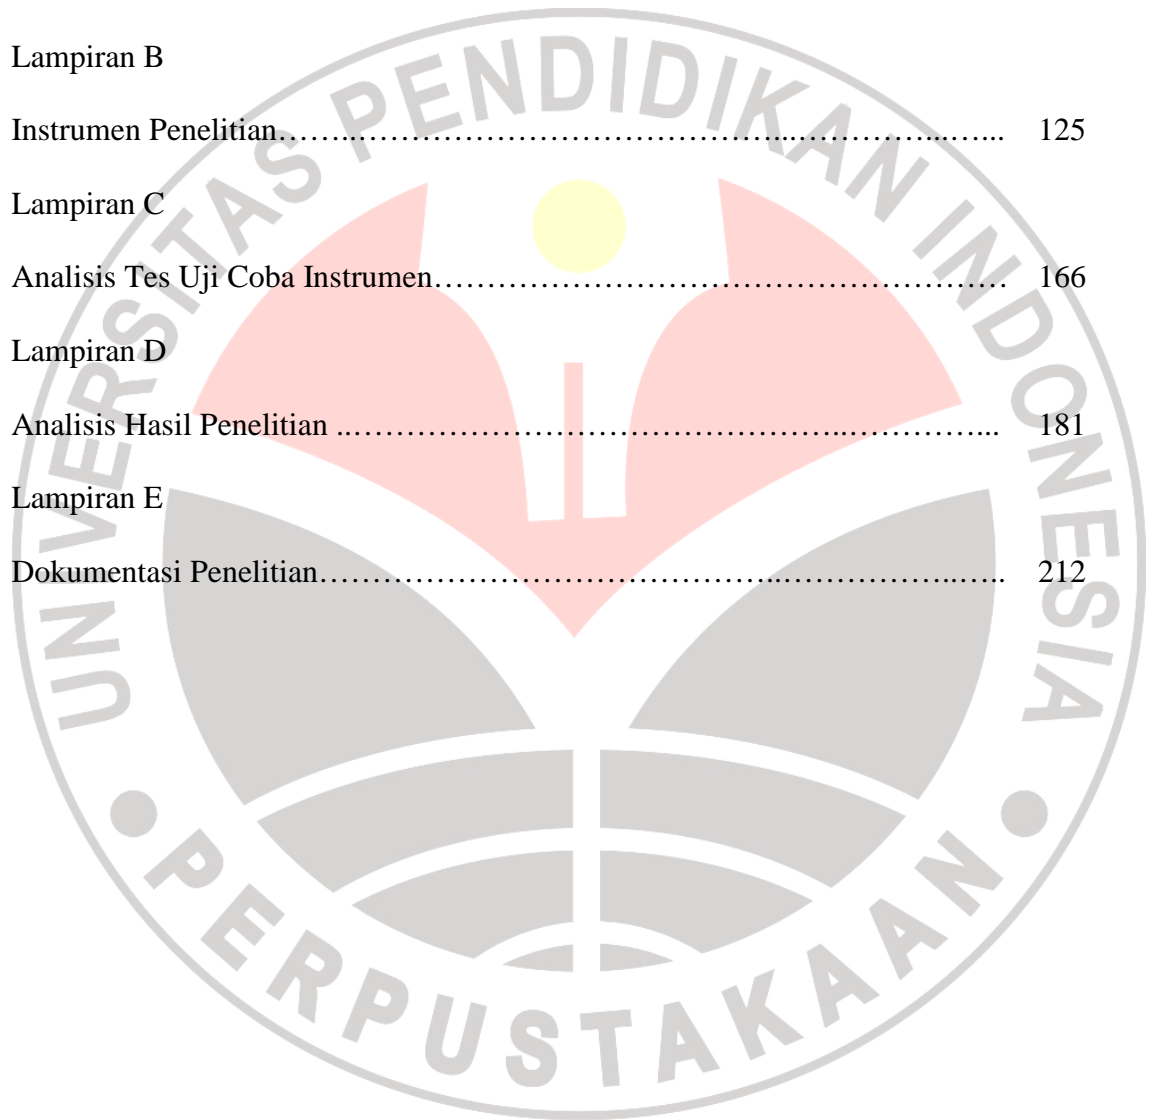 Lampiran B
Instrumen Penelitian……..……………………………………...……………..…... 125
Lampiran C
Analisis Tes Uji Coba Instrumen………………………………………………… 166
Lampiran D
Analisis Hasil Penelitian ..…………………………………………..…………... 181
Lampiran E
Dokumentasi Penelitian………………………………………..……………..….. 212
UNIVERSITAS PENDIDIKAN INDONESIA
PERPUSTAKAAN